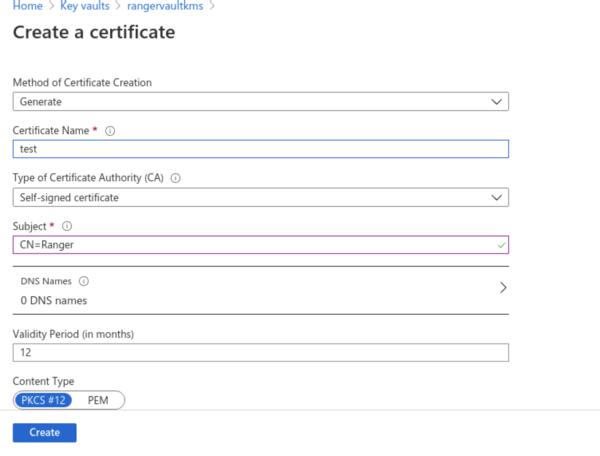 Home > Key vaults > rangervaultkms >
Create a certificate
Method of Certificate Creation
Generate
Certificate Name *
test
Type of Certificate Authority (CA)
Self-signed certificate
Subject *
CN=Ranger
DNS Names
0 DNS names
Validity Period (in months)
12
Content Type
PKCS #12 PEM
Create